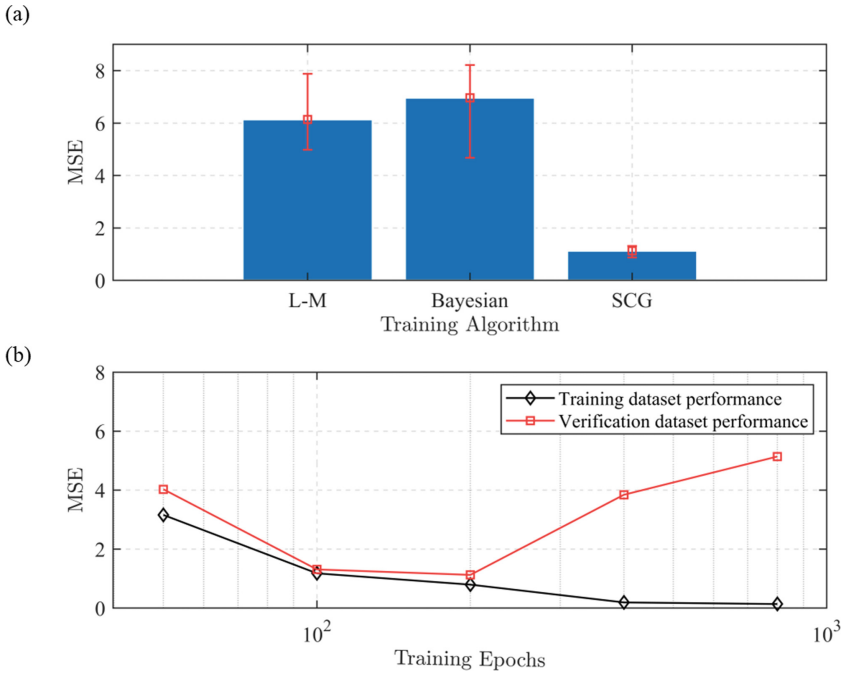 (a)
8
6
4
2
0
MSE
L-M Bayesian SCG
Training Algorithm
(b)
8
6
4
2
0
MSE
Training dataset performance
Verification dataset performance
10² 10³
Training Epochs